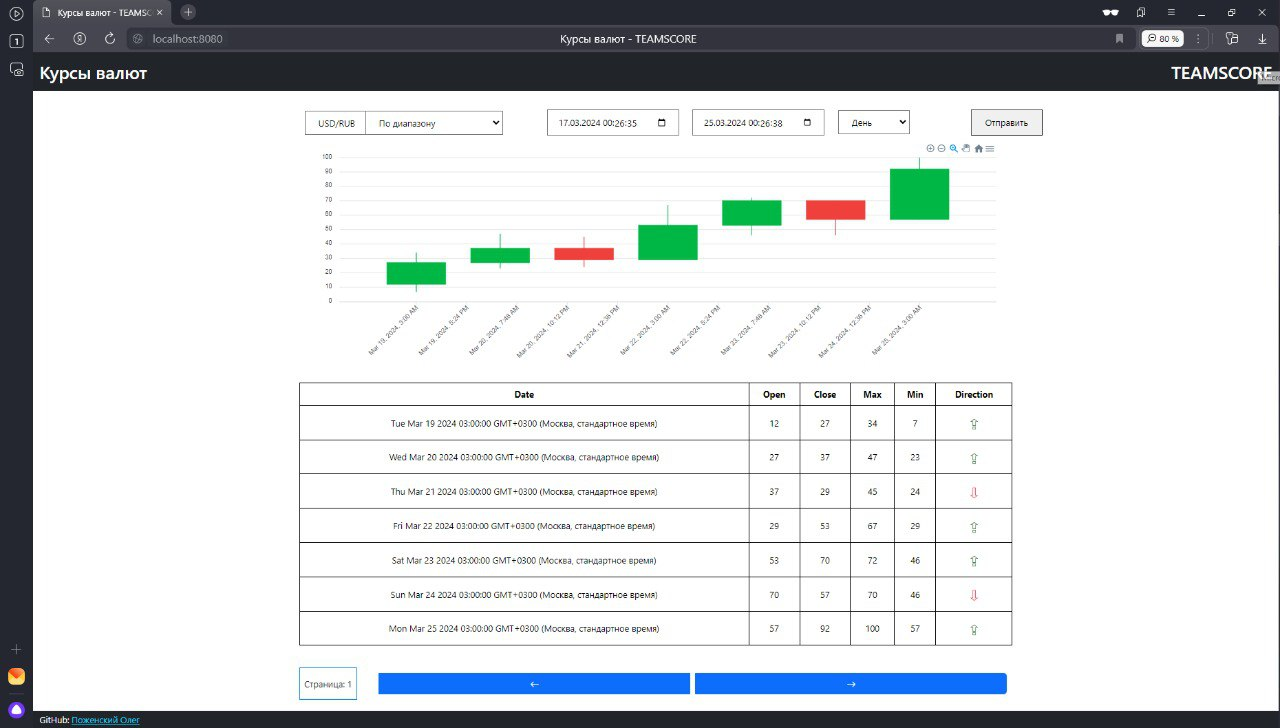 Курсы валют - TEAMSC
1
localhost:8080
Курсы валют - TEAMSCORE
80 %
Курсы валют
TEAMSCORE
USD/RUB
По диапазону
17.03.2024 00:26:35
25.03.2024 00:26:38
День
Отправить
100
90
80
70
60
50
40
30
20
10
0
Mar 19, 2024, 3:00 AM
Mar 19, 2024, 5:24 PM
Mar 20, 2024, 7:48 AM
Mar 20, 2024, 10:12 PM
Mar 21, 2024, 12:36 PM
Mar 22, 2024, 3:00 AM
Mar 22, 2024, 5:24 PM
Mar 23, 2024, 7:48 AM
Mar 23, 2024, 10:12 PM
Mar 24, 2024, 12:36 PM
Mar 25, 2024, 3:00 AM
Date Open Close Max Min Direction
Tue Mar 19 2024 03:00:00 GMT+0300 (Москва, стандартное время) 12 27 34 7 ⇧
Wed Mar 20 2024 03:00:00 GMT+0300 (Москва, стандартное время) 27 37 47 23 ⇧
Thu Mar 21 2024 03:00:00 GMT+0300 (Москва, стандартное время) 37 29 45 24 ⇩
Fri Mar 22 2024 03:00:00 GMT+0300 (Москва, стандартное время) 29 53 67 29 ⇧
Sat Mar 23 2024 03:00:00 GMT+0300 (Москва, стандартное время) 53 70 72 46 ⇧
Sun Mar 24 2024 03:00:00 GMT+0300 (Москва, стандартное время) 70 57 70 46 ⇩
Mon Mar 25 2024 03:00:00 GMT+0300 (Москва, стандартное время) 57 92 100 57 ⇧
Страница: 1
←
→
GitHub: Поженский Олег